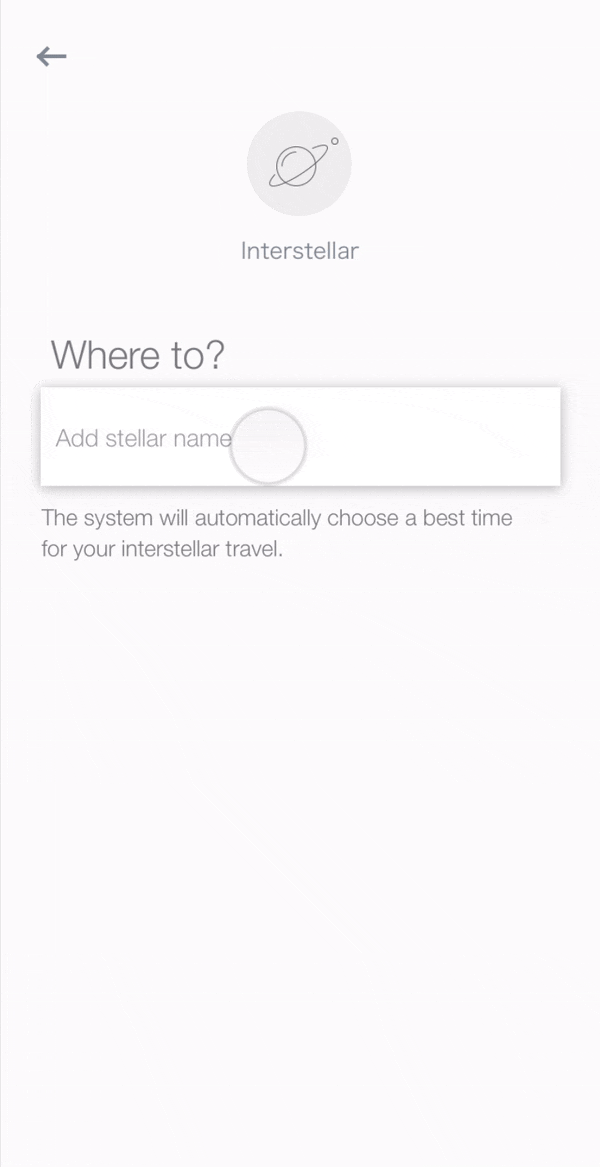 Interstellar
Where to?
Add stellar name
The system will automatically choose a best time
for your interstellar travel.